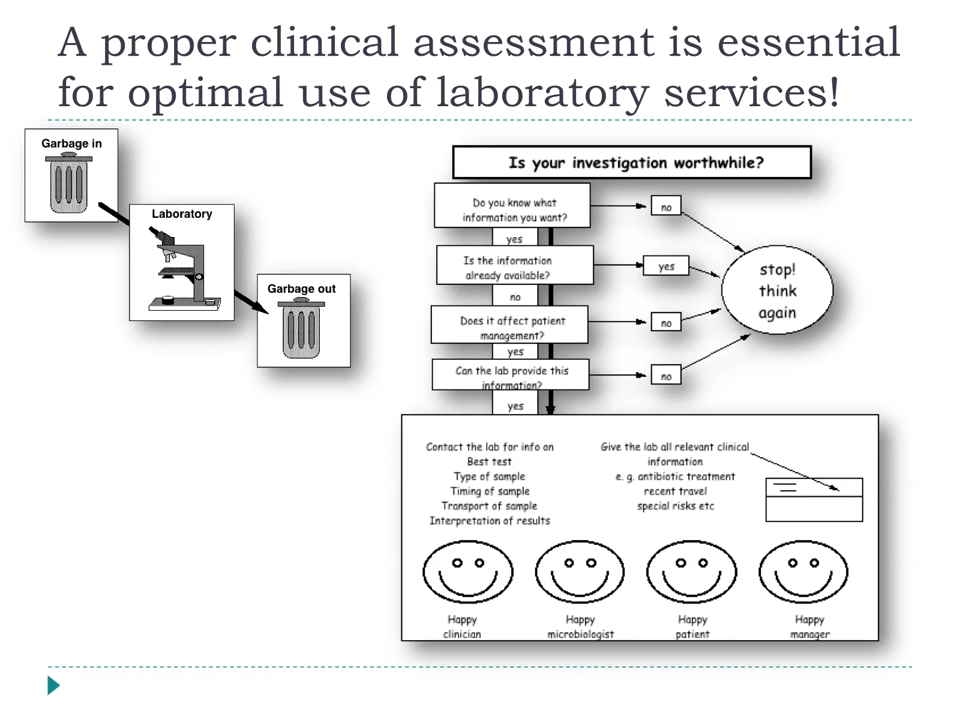 A proper clinical assessment is essential
for optimal use of laboratory services!
Garbage in
Laboratory
Garbage out
Is your investigation worthwhile?
Do you know what
information you want?
no
yes
Is the information
already available?
yes
no
Does it affect patient
management?
no
yes
Can the lab provide this
information?
no
yes
stop!
think
again
Contact the lab for info on
Best test
Type of sample
Timing of sample
Transport of sample
Interpretation of results
Give the lab all relevant clinical
information
e. g. antibiotic treatment
recent travel
special risks etc
Happy
clinician
Happy
microbiologist
Happy
patient
Happy
manager